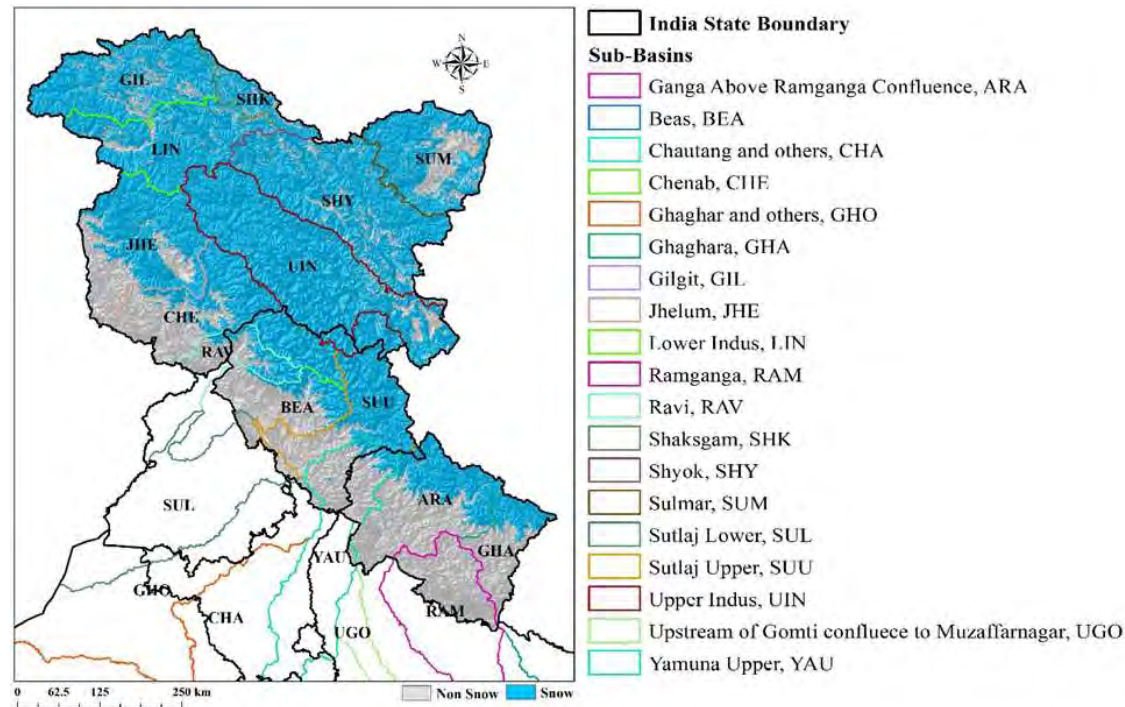 N
W E
S
GIL
SHK
LIN
SUM
SHY
JHE
UIN
CHE
RAV
BEA
SUU
SUL
ARA
GHA
YAU
GHO
CHA
UGO
RAM
0 62.5 125 250 km
Non Snow Snow
India State Boundary
Sub-Basins
Ganga Above Ramganga Confluence, ARA
Beas, BEA
Chautang and others, CHA
Chenab, CHE
Ghaghar and others, GHO
Ghaghara, GHA
Gilgit, GIL
Jhelum, JHE
Lower Indus, LIN
Ramganga, RAM
Ravi, RAV
Shaksgam, SHK
Shyok, SHY
Sulmar, SUM
Sutlaj Lower, SUL
Sutlaj Upper, SUU
Upper Indus, UIN
Upstream of Gomti confluece to Muzaffarnagar, UGO
Yamuna Upper, YAU